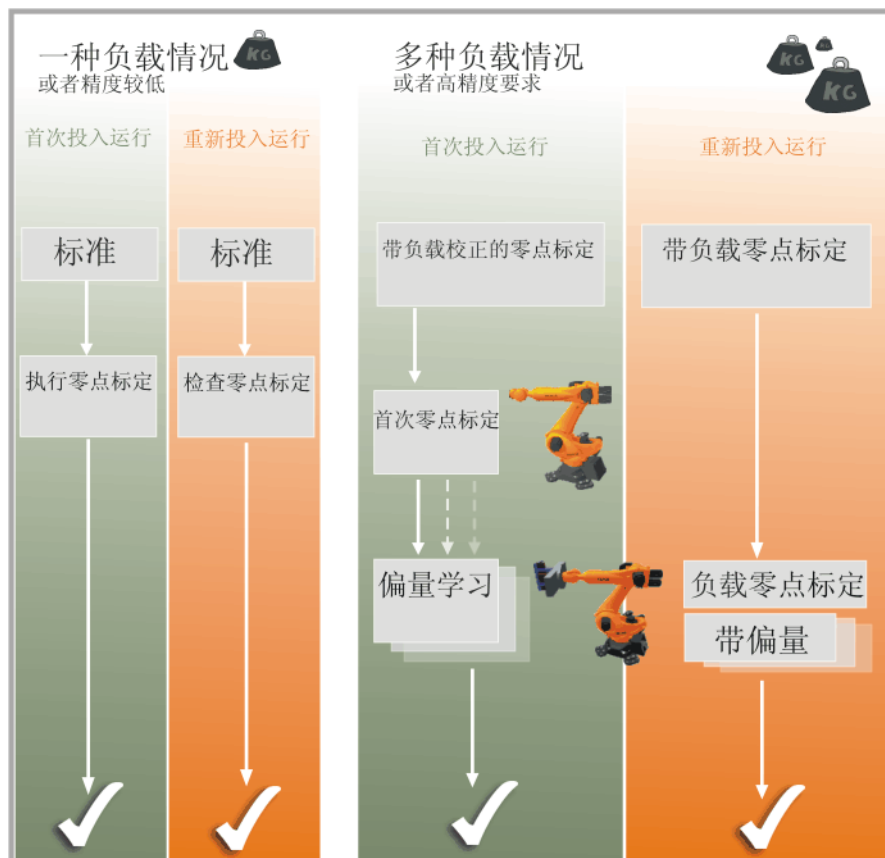 一种负载情况
KG
或者精度较低
首次投入运行
重新投入运行
标准
标准
执行零点标定
检查零点标定
多种负载情况
KG
KG
KG
或者高精度要求
首次投入运行
重新投入运行
带负载校正的零点标定
带负载零点标定
首次零点标定
偏量学习
负载零点标定
带偏量